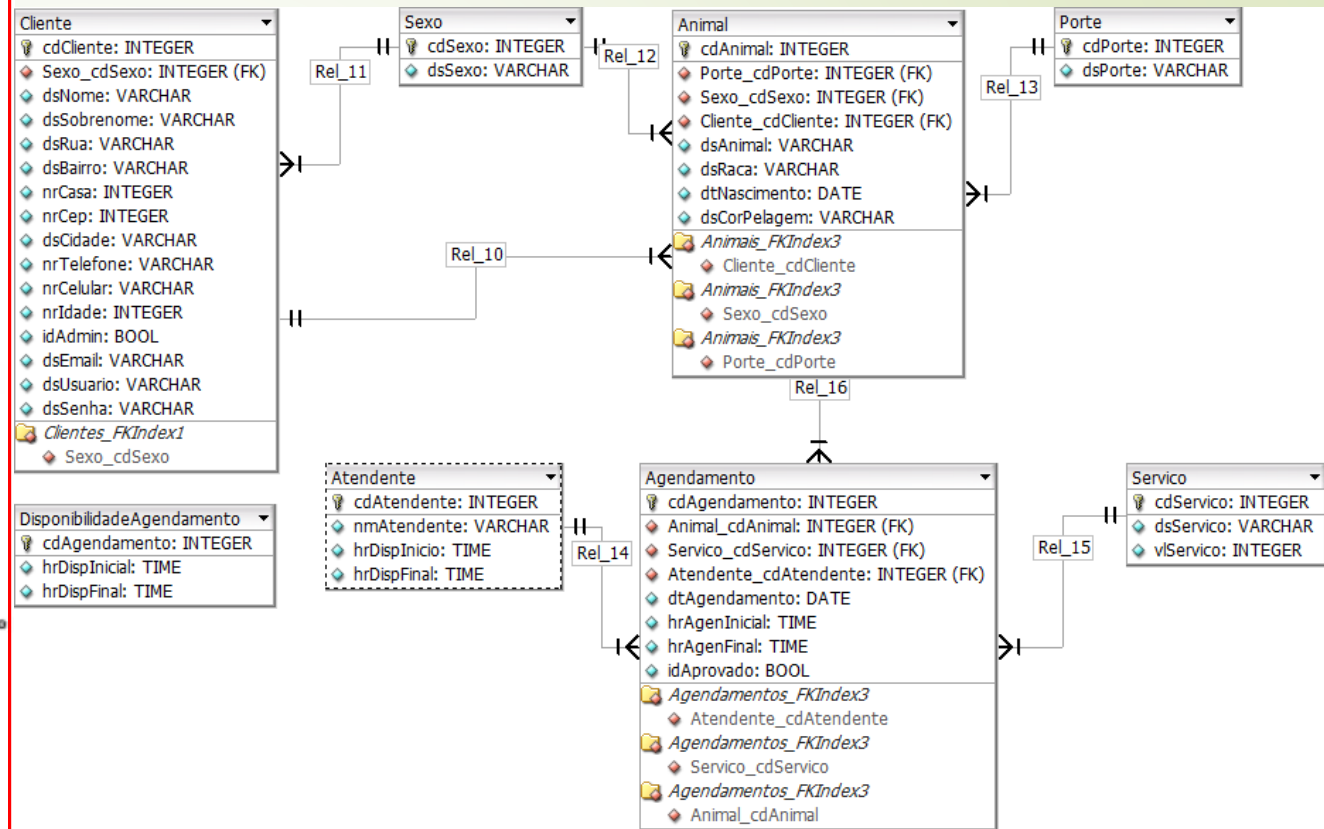 Cliente
cdCliente: INTEGER
Sexo_cdSexo: INTEGER (FK)
dsNome: VARCHAR
dsSobrenome: VARCHAR
dsRua: VARCHAR
dsBairro: VARCHAR
nrCasa: INTEGER
nrCep: INTEGER
dsCidade: VARCHAR
nrTelefone: VARCHAR
nrCelular: VARCHAR
nrIdade: INTEGER
idAdmin: BOOL
dsEmail: VARCHAR
dsUsuario: VARCHAR
dsSenha: VARCHAR
Clientes_FKIndex1
Sexo_cdSexo
Rel_11
Sexo
cdSexo: INTEGER
dsSexo: VARCHAR
Rel_12
Animal
cdAnimal: INTEGER
Porte_cdPorte: INTEGER (FK)
Sexo_cdSexo: INTEGER (FK)
Cliente_cdCliente: INTEGER (FK)
dsAnimal: VARCHAR
dsRaca: VARCHAR
dtNascimento: DATE
dsCorPelagem: VARCHAR
Animais_FKIndex3
Cliente_cdCliente
Animais_FKIndex3
Sexo_cdSexo
Animais_FKIndex3
Porte_cdPorte
Rel_13
Porte
cdPorte: INTEGER
dsPorte: VARCHAR
Rel_10
Rel_16
DisponibilidadeAgendamento
cdAgendamento: INTEGER
hrDispInicial: TIME
hrDispFinal: TIME
Atendente
cdAtendente: INTEGER
nmAtendente: VARCHAR
hrDispInicio: TIME
hrDispFinal: TIME
Rel_14
Agendamento
cdAgendamento: INTEGER
Animal_cdAnimal: INTEGER (FK)
Servico_cdServico: INTEGER (FK)
Atendente_cdAtendente: INTEGER (FK)
dtAgendamento: DATE
hrAgenInicial: TIME
hrAgenFinal: TIME
idAprovado: BOOL
Agendamentos_FKIndex3
Atendente_cdAtendente
Agendamentos_FKIndex3
Servico_cdServico
Agendamentos_FKIndex3
Animal_cdAnimal
Rel_15
Servico
cdServico: INTEGER
dsServico: VARCHAR
vlServico: INTEGER